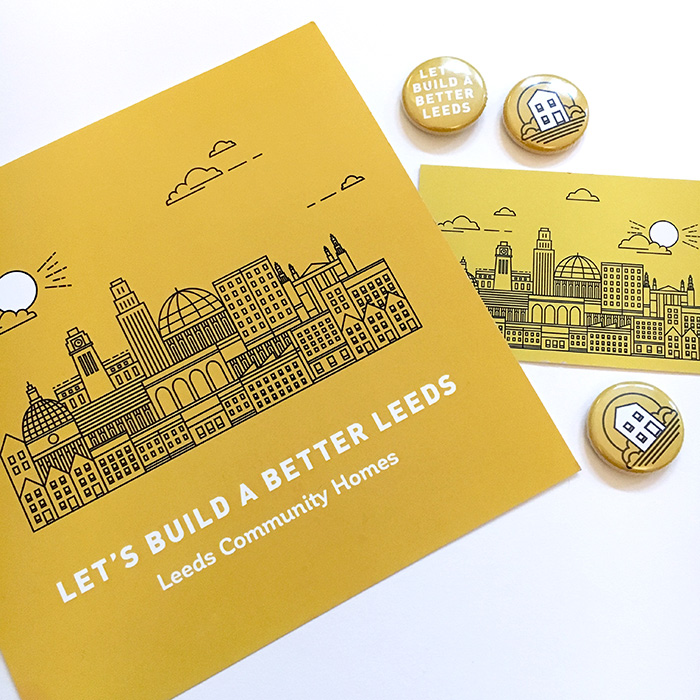 LET'S BUILD A BETTER LEEDS
Leeds Community Homes
LET'S
BUILD A
BETTER
LEEDS